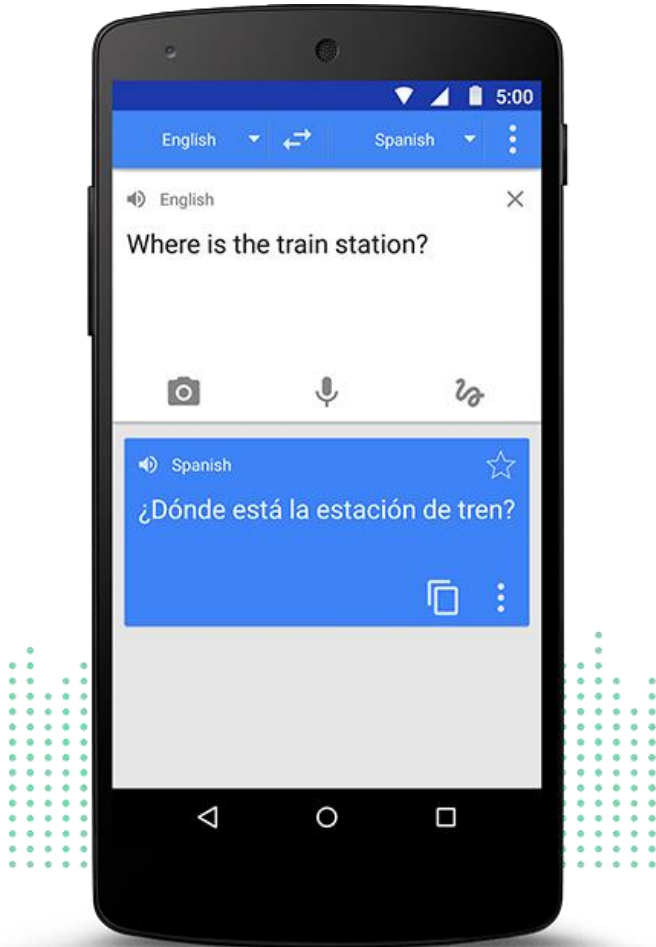 5:00
English
Spanish
English
Where is the train station?
Spanish
¿Dónde está la estación de tren?